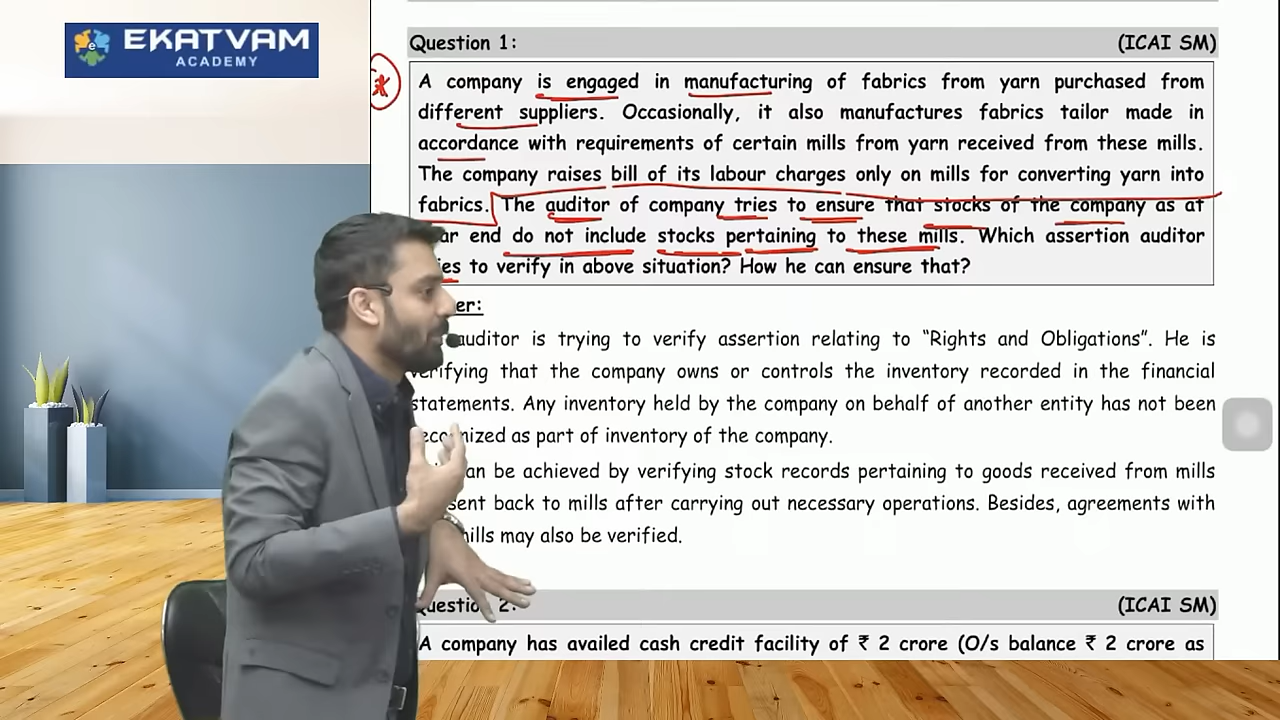 EKATVAM
ACADEMY
Question 1: (ICAI SM)
A company is engaged in manufacturing of fabrics from yarn purchased from
different suppliers. Occasionally, it also manufactures fabrics tailor made in
accordance with requirements of certain mills from yarn received from these mills.
The company raises bill of its labour charges only on mills for converting yarn into
fabrics. The auditor of company tries to ensure that stocks of the company as at
end do not include stocks pertaining to these mills. Which assertion auditor
to verify in above situation? How he can ensure that?
auditor is trying to verify assertion relating to “Rights and Obligations”. He is
verifying that the company owns or controls the inventory recorded in the financial
statements. Any inventory held by the company on behalf of another entity has not been
recognized as part of inventory of the company.
can be achieved by verifying stock records pertaining to goods received from mills
sent back to mills after carrying out necessary operations. Besides, agreements with
mills may also be verified.
Question 2: (ICAI SM)
A company has availed cash credit facility of ₹ 2 crore (O/s balance ₹ 2 crore as